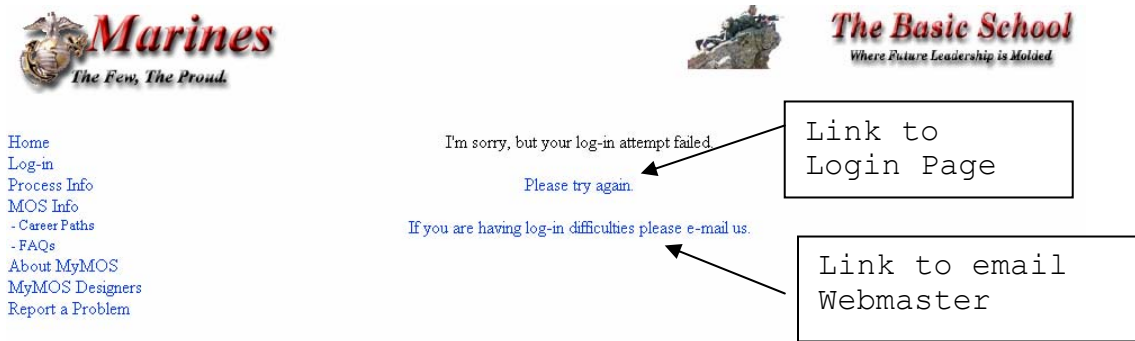 Marines
The Few, The Proud.
The Basic School
Where Future Leadership is Molded
Home
Log-in
Process Info
MOS Info
- Career Paths
- FAQs
About MyMOS
MyMOS Designers
Report a Problem
I'm sorry, but your log-in attempt failed.
Please try again.
If you are having log-in difficulties please e-mail us.
Link to
Login Page
Link to email
Webmaster